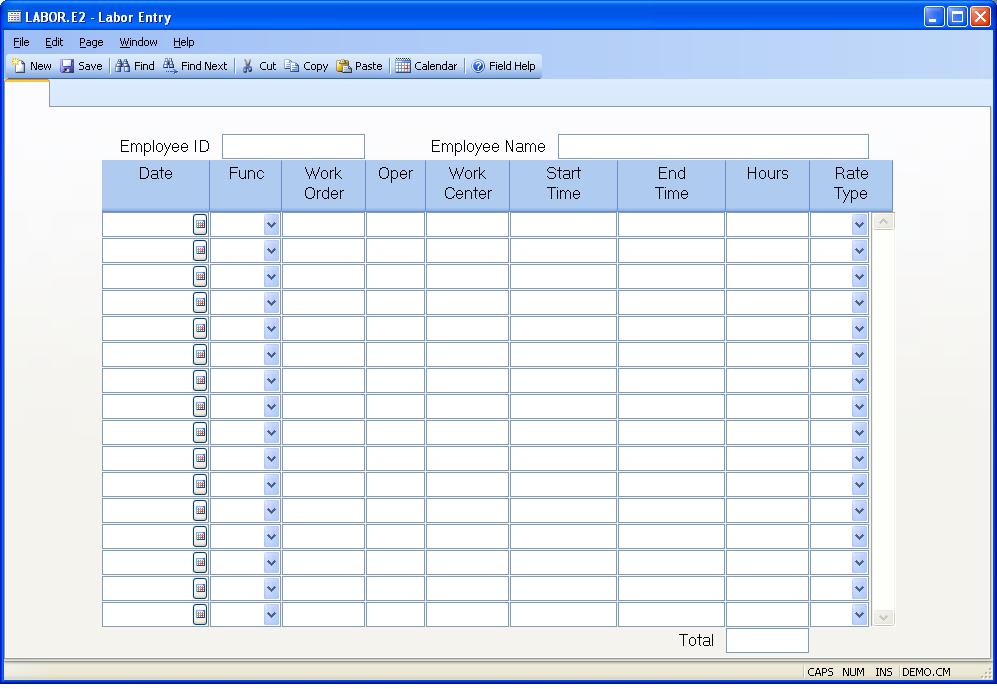 LABOR.E2 - Labor Entry
File Edit Page Window Help
New Save Find Find Next Cut Copy Paste Calendar Field Help
Employee ID Employee Name
Date Func Work Order Oper Work Center Start Time End Time Hours Rate Type
Total
CAPS NUM INS DEMO.CM